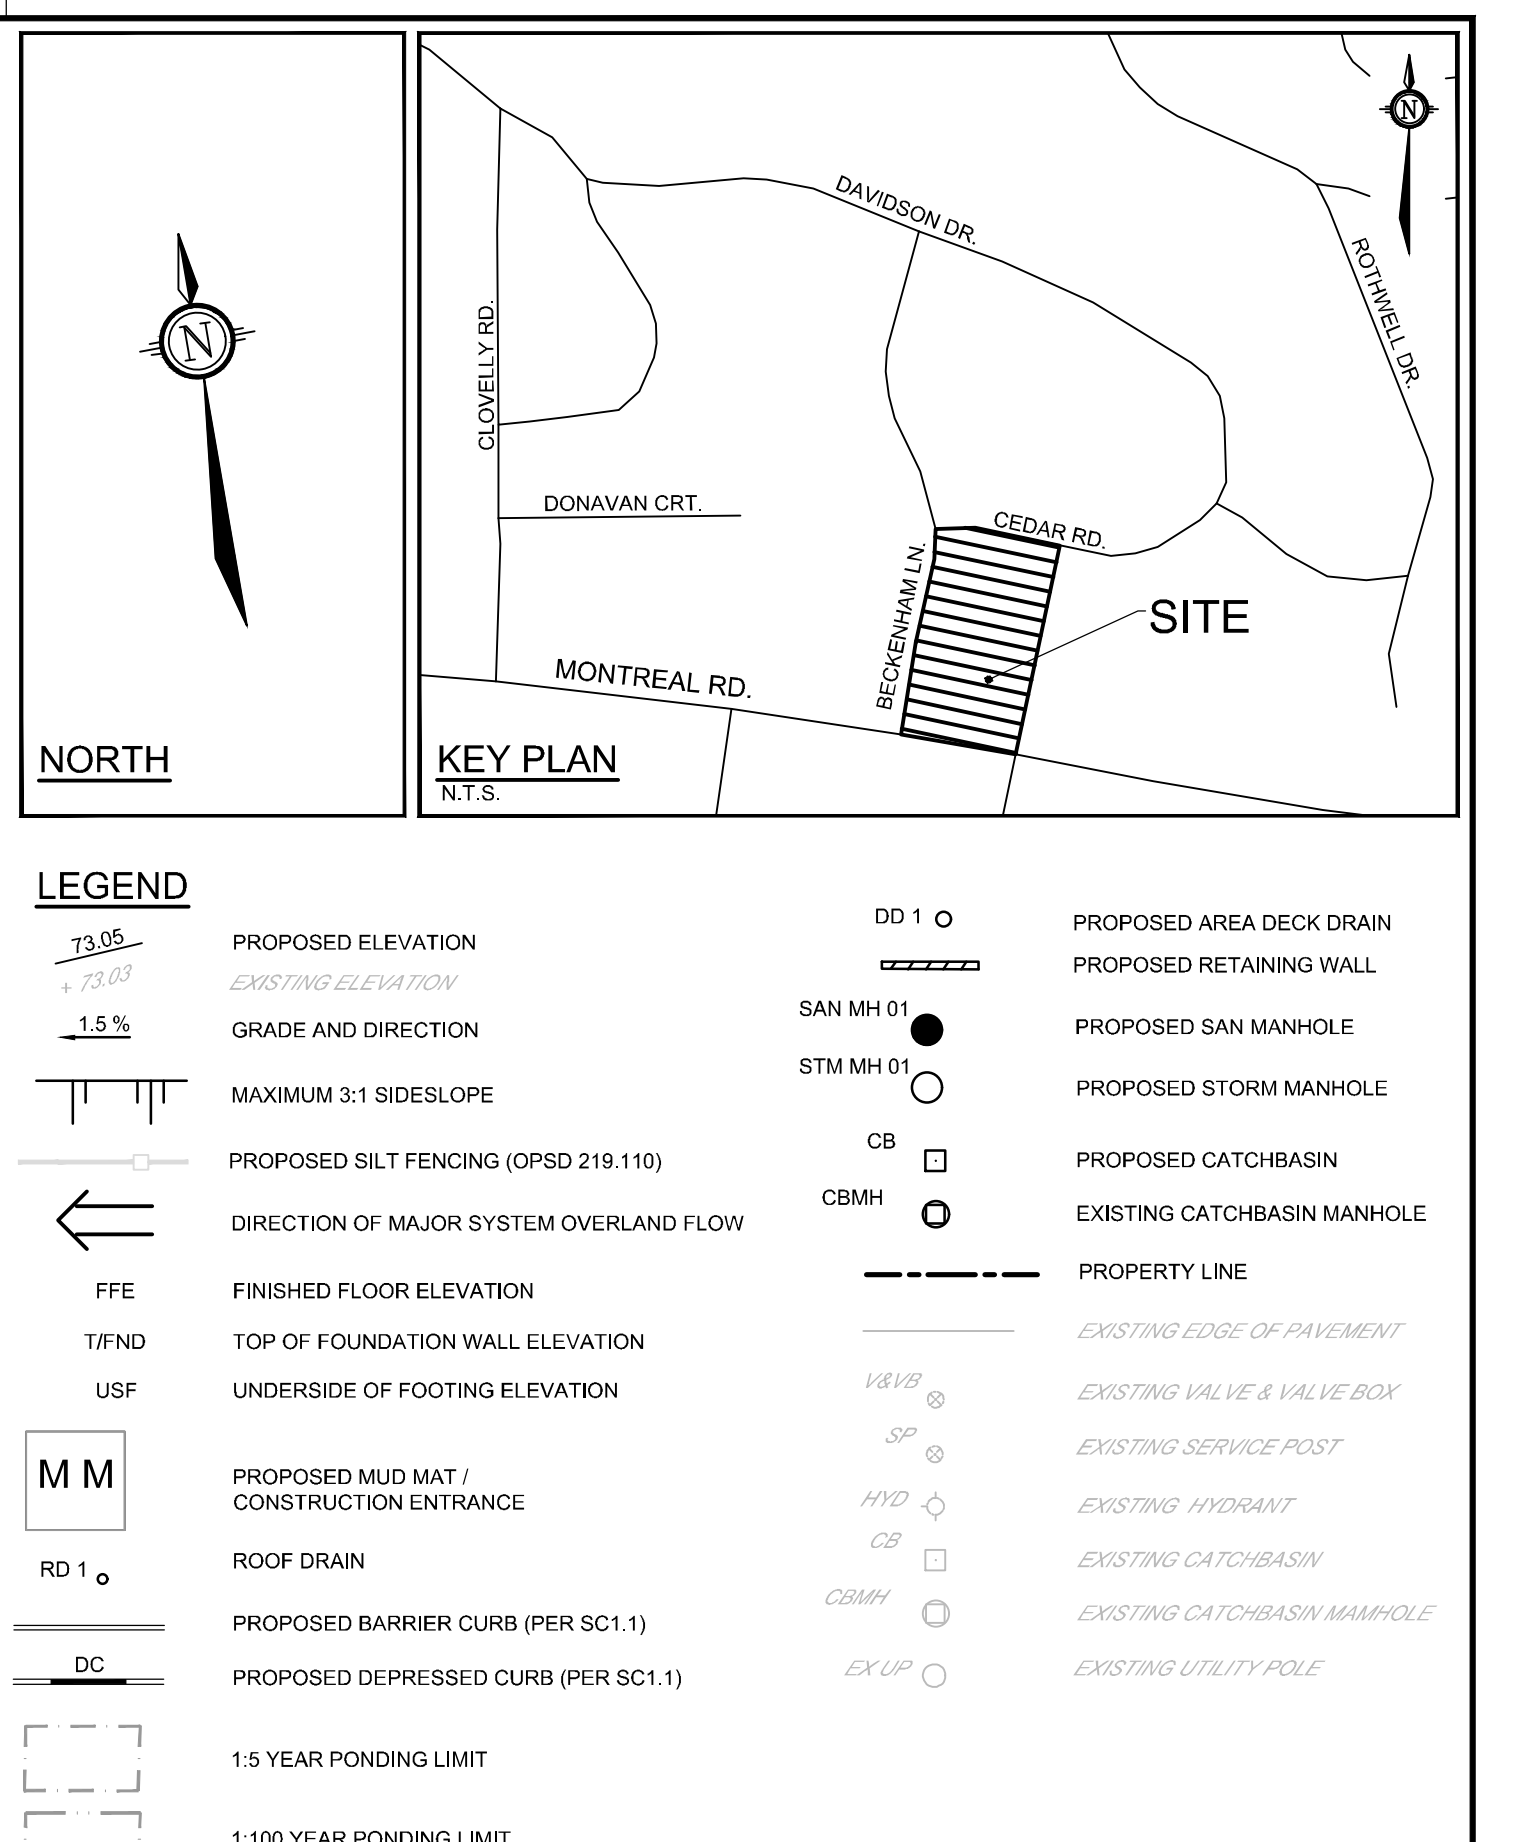 N
NORTH
N
DAVIDSON DR.
ROTHWELL DR.
CLOVELLY RD.
DONAVAN CRT.
CEDAR RD.
BECKENHAM LN.
SITE
MONTREAL RD.
KEY PLAN
N.T.S.
LEGEND
73.05 PROPOSED ELEVATION
+ 73.03 EXISTING ELEVATION
1.5 % GRADE AND DIRECTION
MAXIMUM 3:1 SIDESLOPE
PROPOSED SILT FENCING (OPSD 219.110)
DIRECTION OF MAJOR SYSTEM OVERLAND FLOW
FFE FINISHED FLOOR ELEVATION
T/FND TOP OF FOUNDATION WALL ELEVATION
USF UNDERSIDE OF FOOTING ELEVATION
M M
PROPOSED MUD MAT /
CONSTRUCTION ENTRANCE
RD 1 ROOF DRAIN
PROPOSED BARRIER CURB (PER SC1.1)
DC PROPOSED DEPRESSED CURB (PER SC1.1)
1:5 YEAR PONDING LIMIT
1:100 YEAR PONDING LIMIT
DD 1 PROPOSED AREA DECK DRAIN
PROPOSED RETAINING WALL
SAN MH 01 PROPOSED SAN MANHOLE
STM MH 01 PROPOSED STORM MANHOLE
CB PROPOSED CATCHBASIN
CBMH EXISTING CATCHBASIN MANHOLE
PROPERTY LINE
EXISTING EDGE OF PAVEMENT
V&VB EXISTING VALVE & VALVE BOX
SP EXISTING SERVICE POST
HYD EXISTING HYDRANT
CB EXISTING CATCHBASIN
CBMH EXISTING CATCHBASIN MAMHOLE
EX UP EXISTING UTILITY POLE